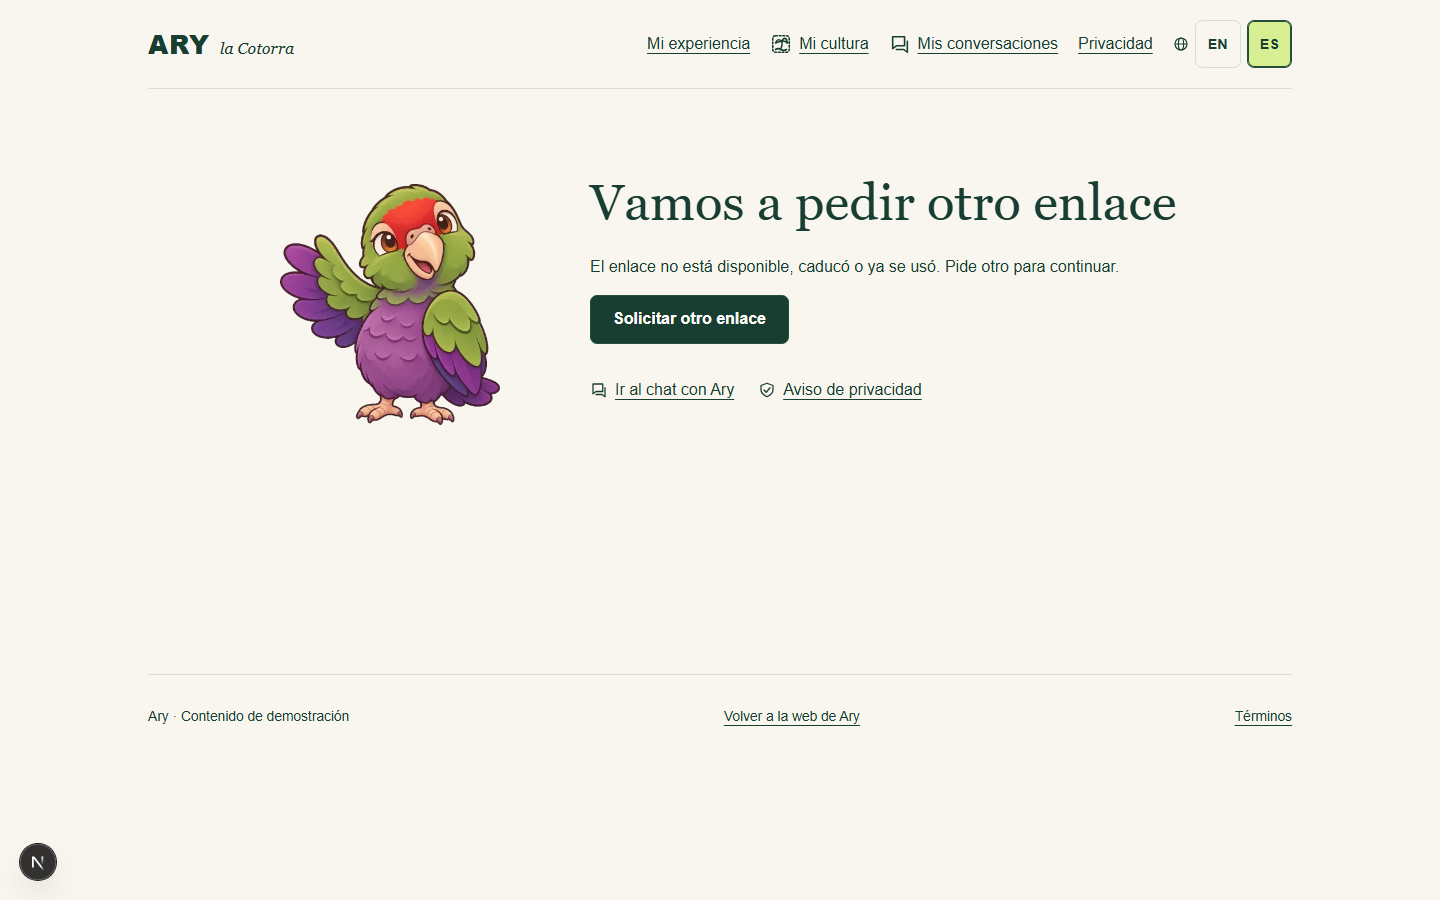 ARY la Cotorra
Mi experiencia
Mi cultura
Mis conversaciones
Privacidad
EN
ES
Vamos a pedir otro enlace
El enlace no está disponible, caducó o ya se usó. Pide otro para continuar.
Solicitar otro enlace
Ir al chat con Ary
Aviso de privacidad
Ary · Contenido de demostración
Volver a la web de Ary
Términos
N